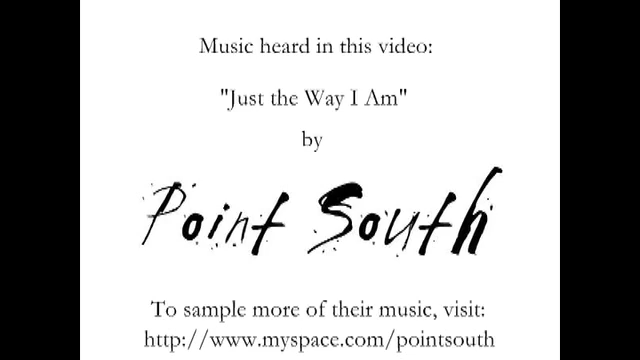 Music heard in this video:
"Just the Way I Am"
by
Point South
To sample more of their music, visit:
http://www.myspace.com/pointsouth